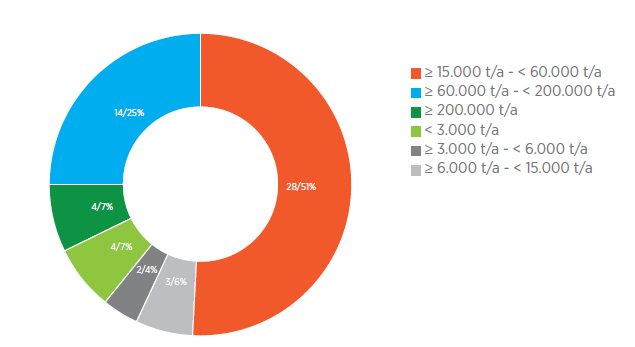 ≥ 15.000 t/a - < 60.000 t/a
≥ 60.000 t/a - < 200.000 t/a
≥ 200.000 t/a
< 3.000 t/a
≥ 3.000 t/a - < 6.000 t/a
≥ 6.000 t/a - < 15.000 t/a
14/25%
28/51%
4/7%
4/7%
2/4%
3/6%